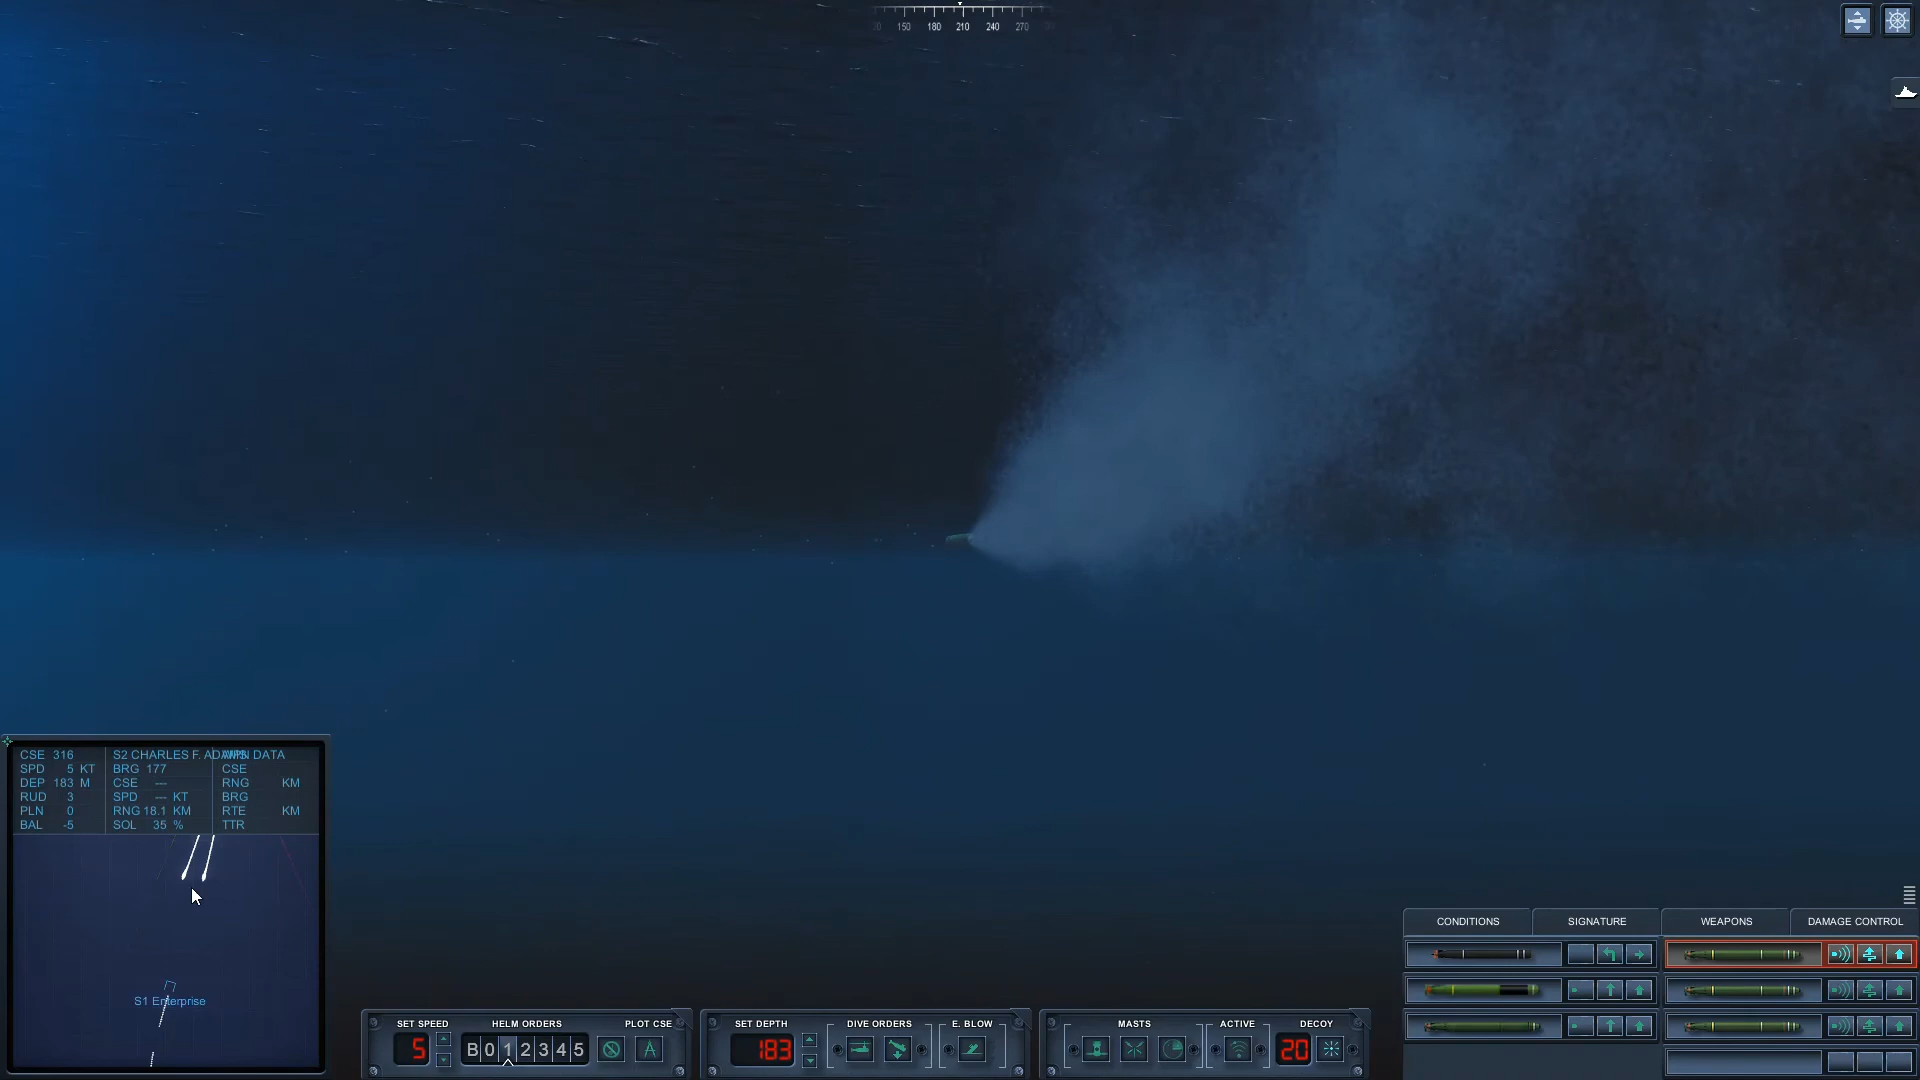 150 180 210 240 270
CSE 316
SPD 5 KT
DEP 183 M
RUD 3
PLN 0
BAL -5
S2 CHARLES F. ADAMS
BRG 177
CSE ---
SPD --- KT
RNG 18.1 KM
SOL 35 %
WPN DATA
CSE
RNG KM
BRG
RTE KM
TTR
S1 Enterprise
SET SPEED HELM ORDERS PLOT CSE
5 B 0 1 2 3 4 5
SET DEPTH DIVE ORDERS E. BLOW
183
MASTS ACTIVE DECOY
20
CONDITIONS SIGNATURE WEAPONS DAMAGE CONTROL